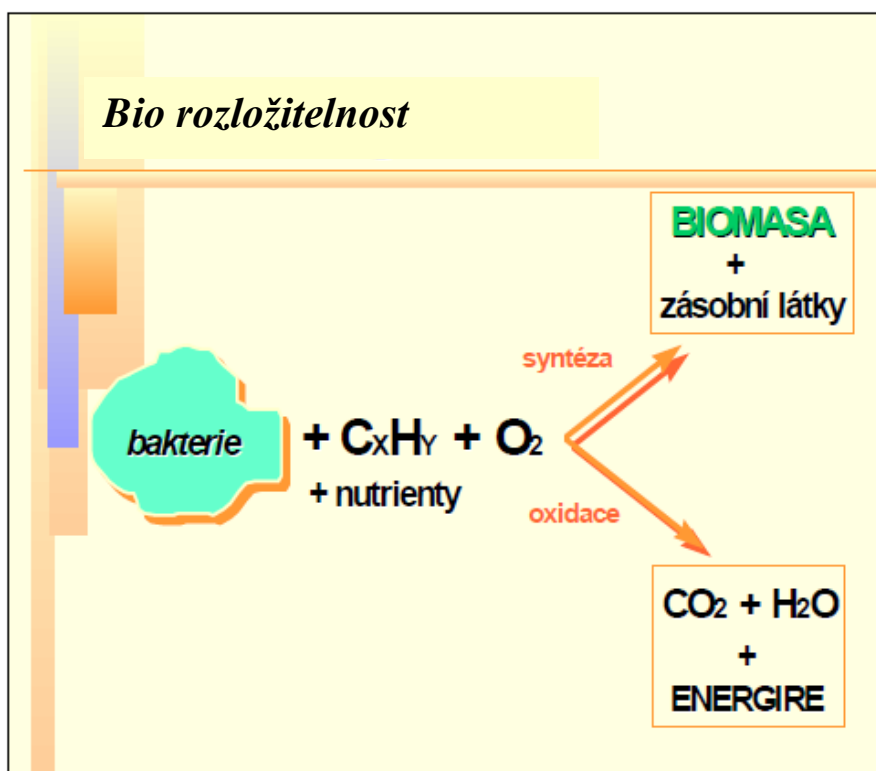 Bio rozložitelnost
BIOMASA
+
zásobní látky
syntéza
bakterie + CXHY + O2
+ nutrienty
oxidace
CO2 + H2O
+
ENERGIRE